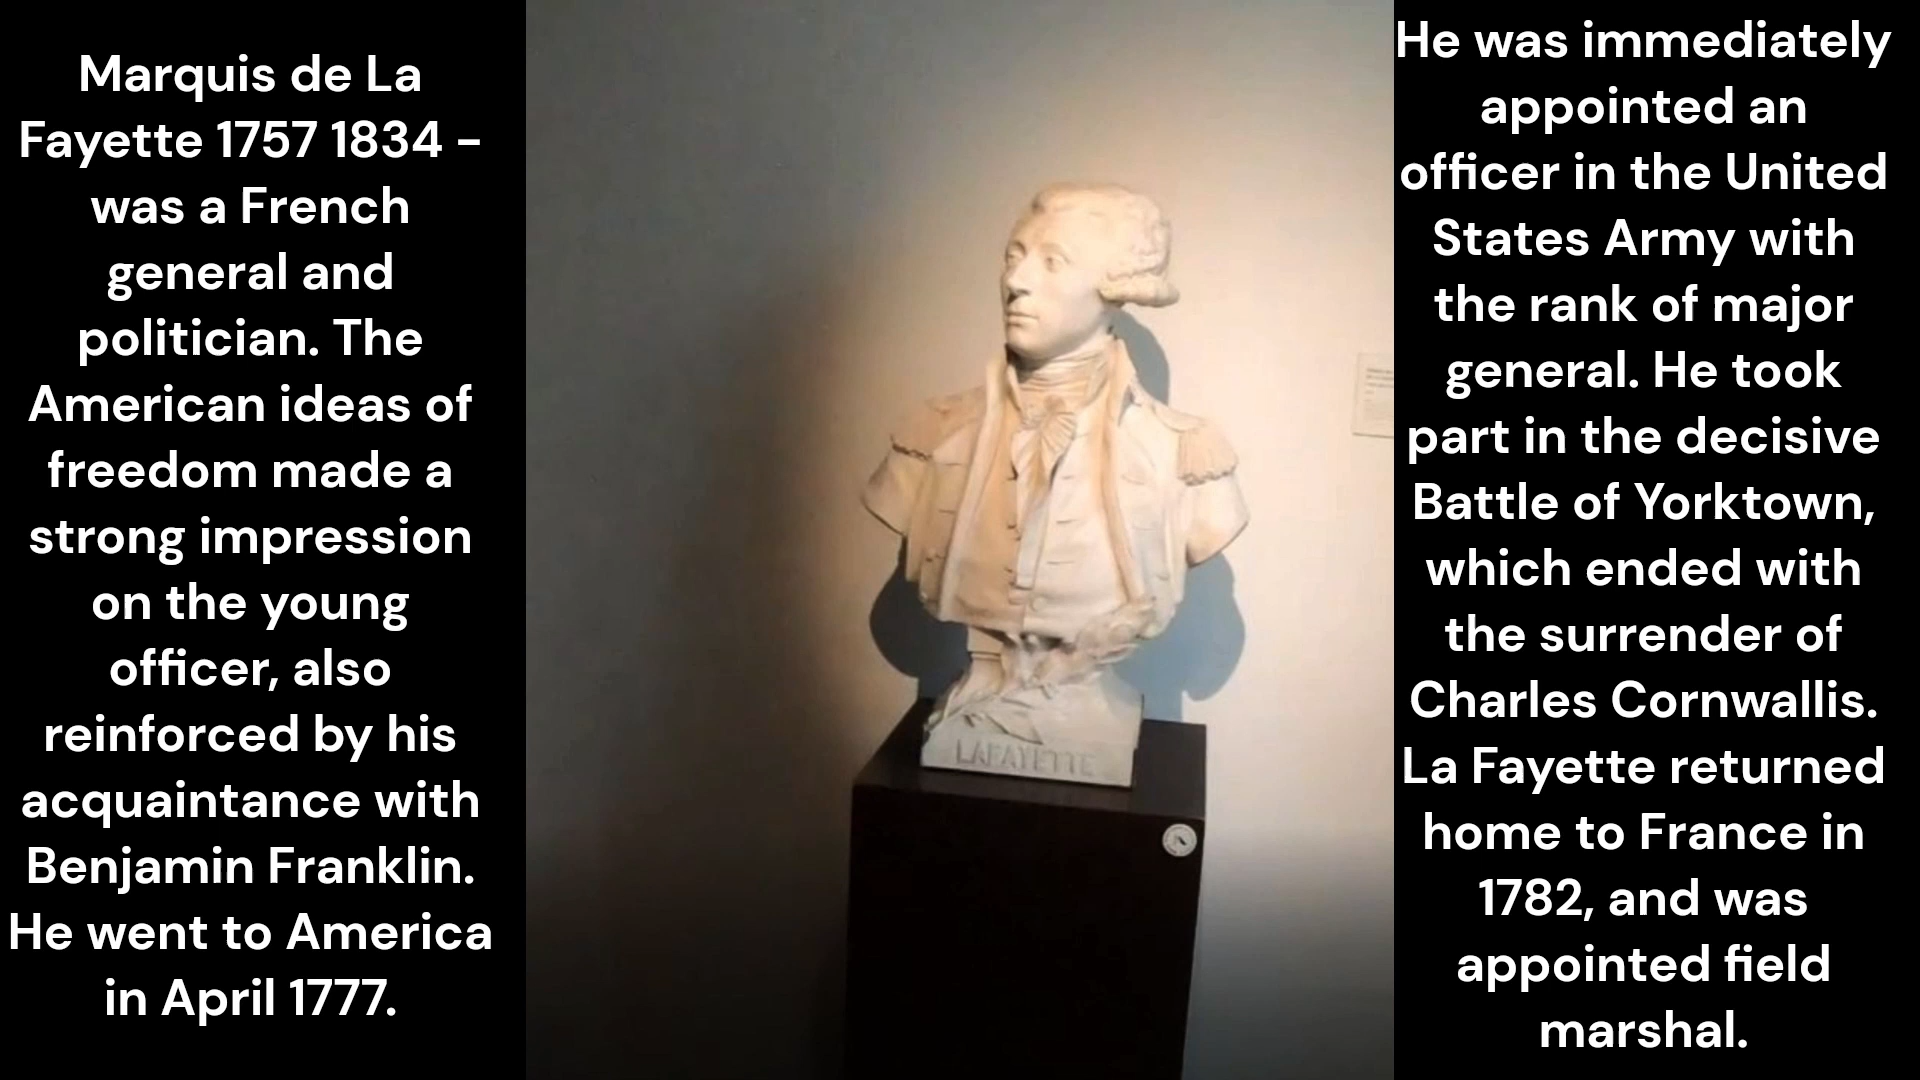 Marquis de La
Fayette 1757 1834 -
was a French
general and
politician. The
American ideas of
freedom made a
strong impression
on the young
officer, also
reinforced by his
acquaintance with
Benjamin Franklin.
He went to America
in April 1777.
LAFAYETTE
He was immediately
appointed an
officer in the United
States Army with
the rank of major
general. He took
part in the decisive
Battle of Yorktown,
which ended with
the surrender of
Charles Cornwallis.
La Fayette returned
home to France in
1782, and was
appointed field
marshal.